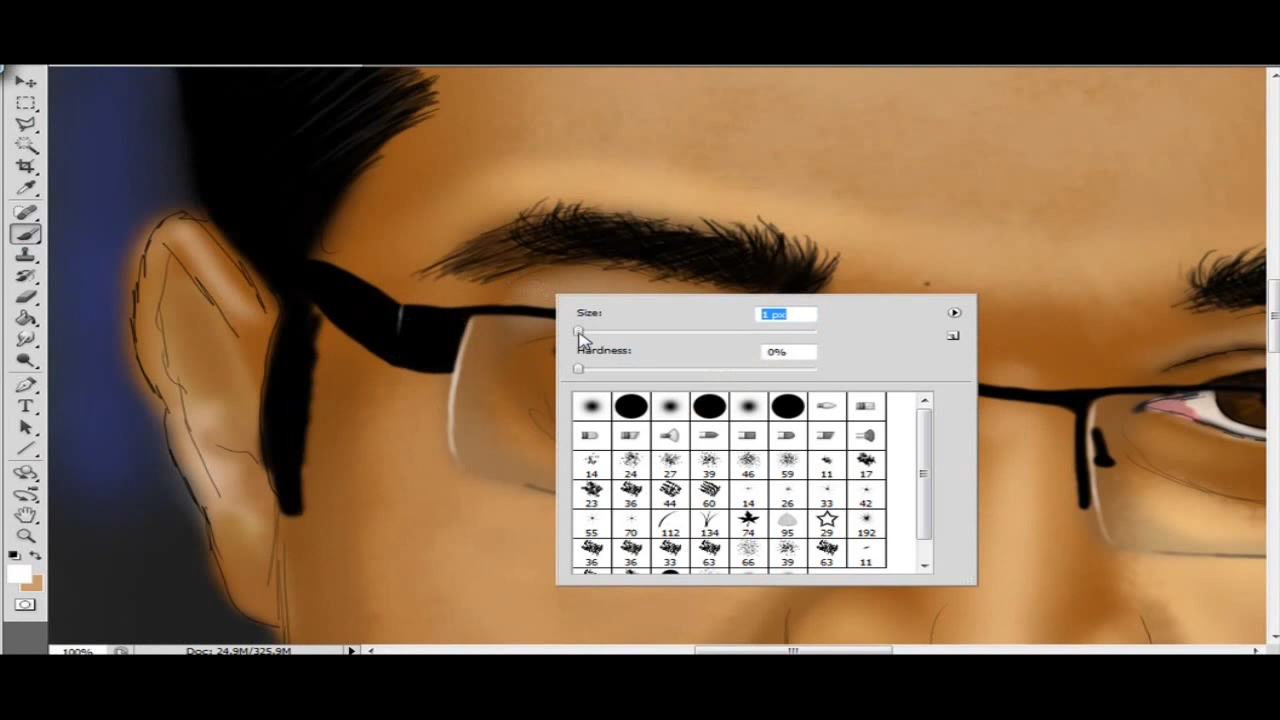 Size:
1 px
Hardness:
0%
14 24 27 39 46 59 11 17
23 36 44 60 14 26 33 42
55 70 112 134 74 95 29 192
36 36 33 63 66 39 63 11
T
100%
Doc: 24.9M/325.9M